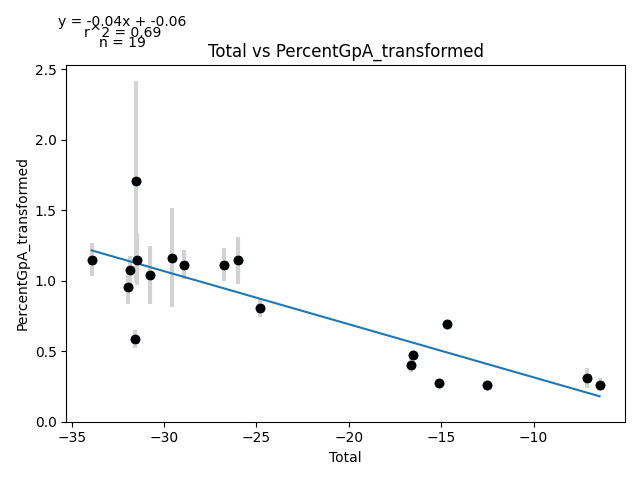 y = -0.04x + -0.06
r^2 = 0.69
n = 19
Total vs PercentGpA_transformed
2.5
2.0
1.5
1.0
0.5
0.0
PercentGpA_transformed
−35
−30
−25
−20
−15
−10
Total